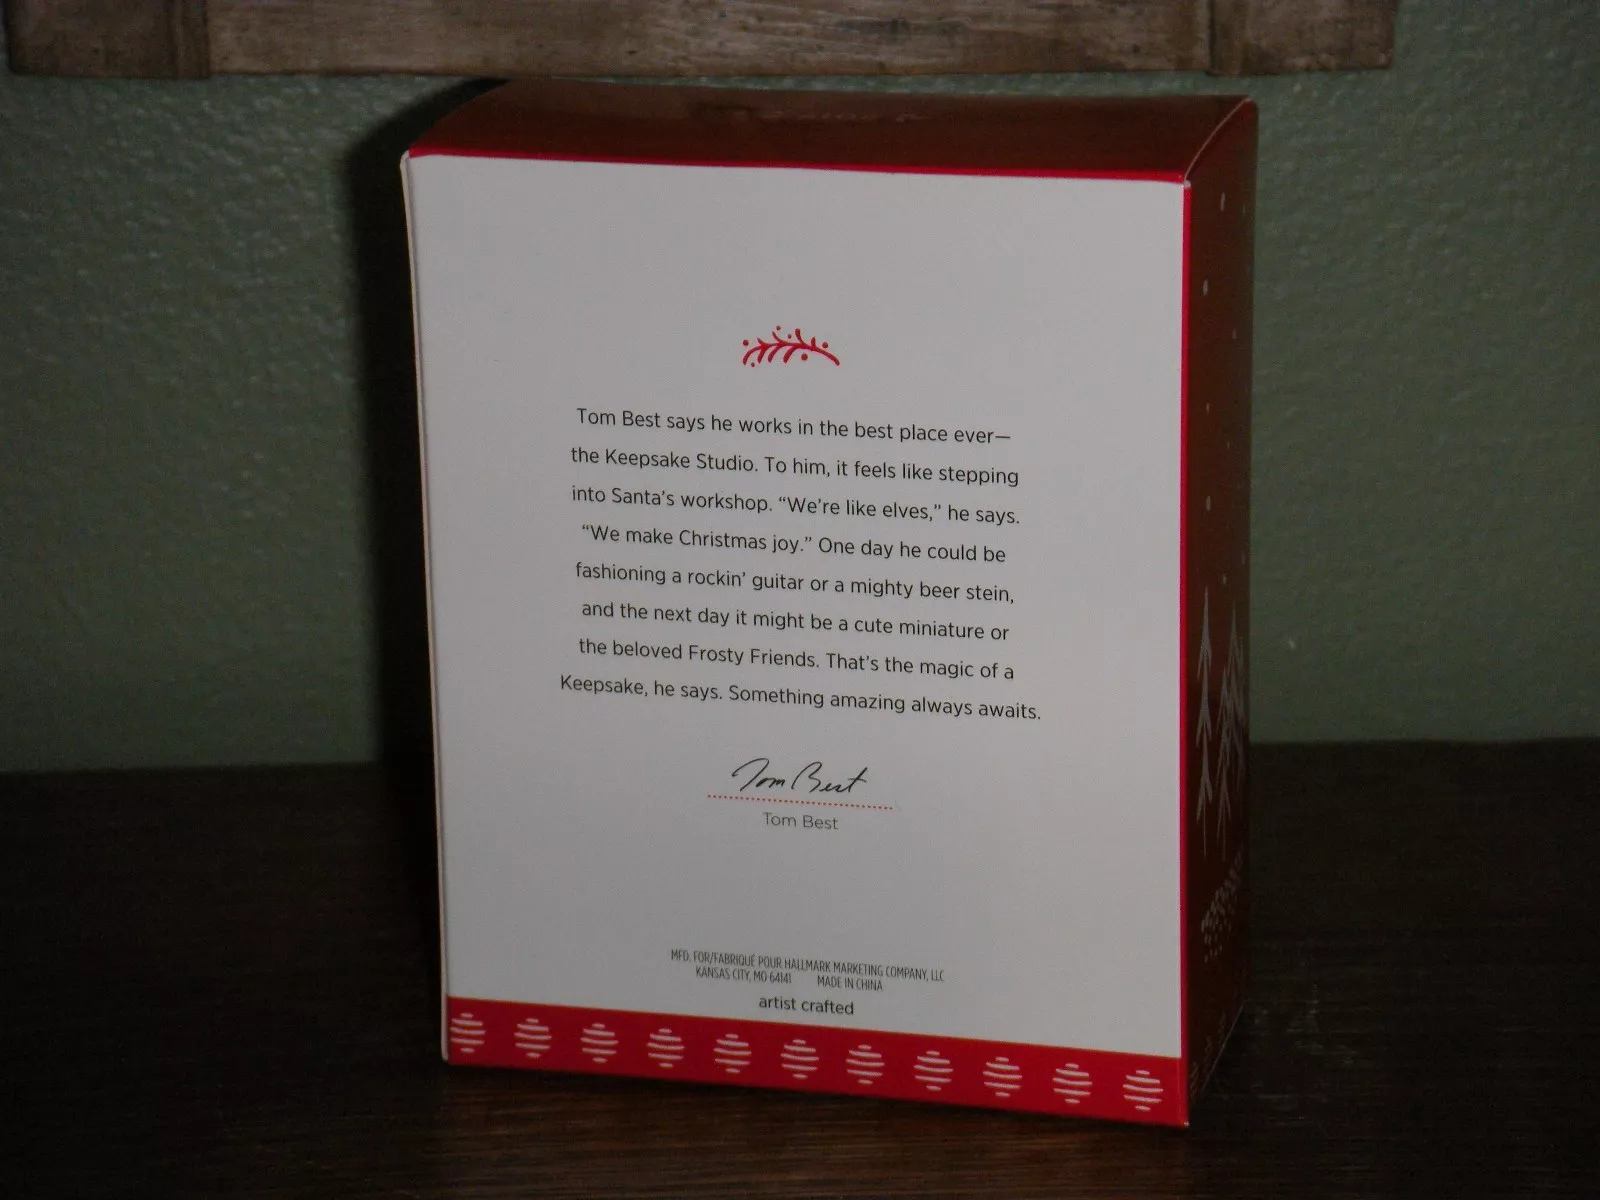 Tom Best says he works in the best place ever—
the Keepsake Studio. To him, it feels like stepping
into Santa's workshop. “We're like elves,” he says.
“We make Christmas joy.” One day he could be
fashioning a rockin' guitar or a mighty beer stein,
and the next day it might be a cute miniature or
the beloved Frosty Friends. That's the magic of a
Keepsake, he says. Something amazing always awaits.
Tom Best
Tom Best
MFD. FOR/FABRIQUÉ POUR HALLMARK MARKETING COMPANY, LLC
KANSAS CITY, MO 64141 MADE IN CHINA
artist crafted